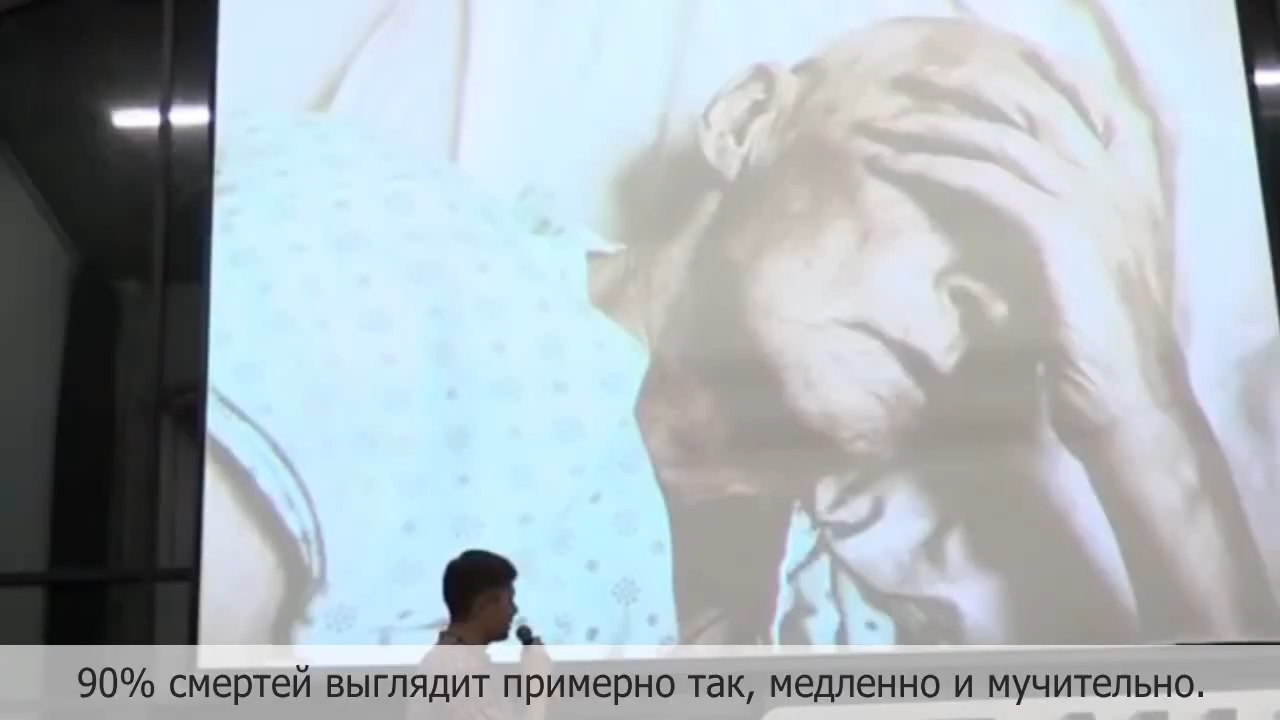 90% смертей выглядит примерно так, медленно и мучительно.